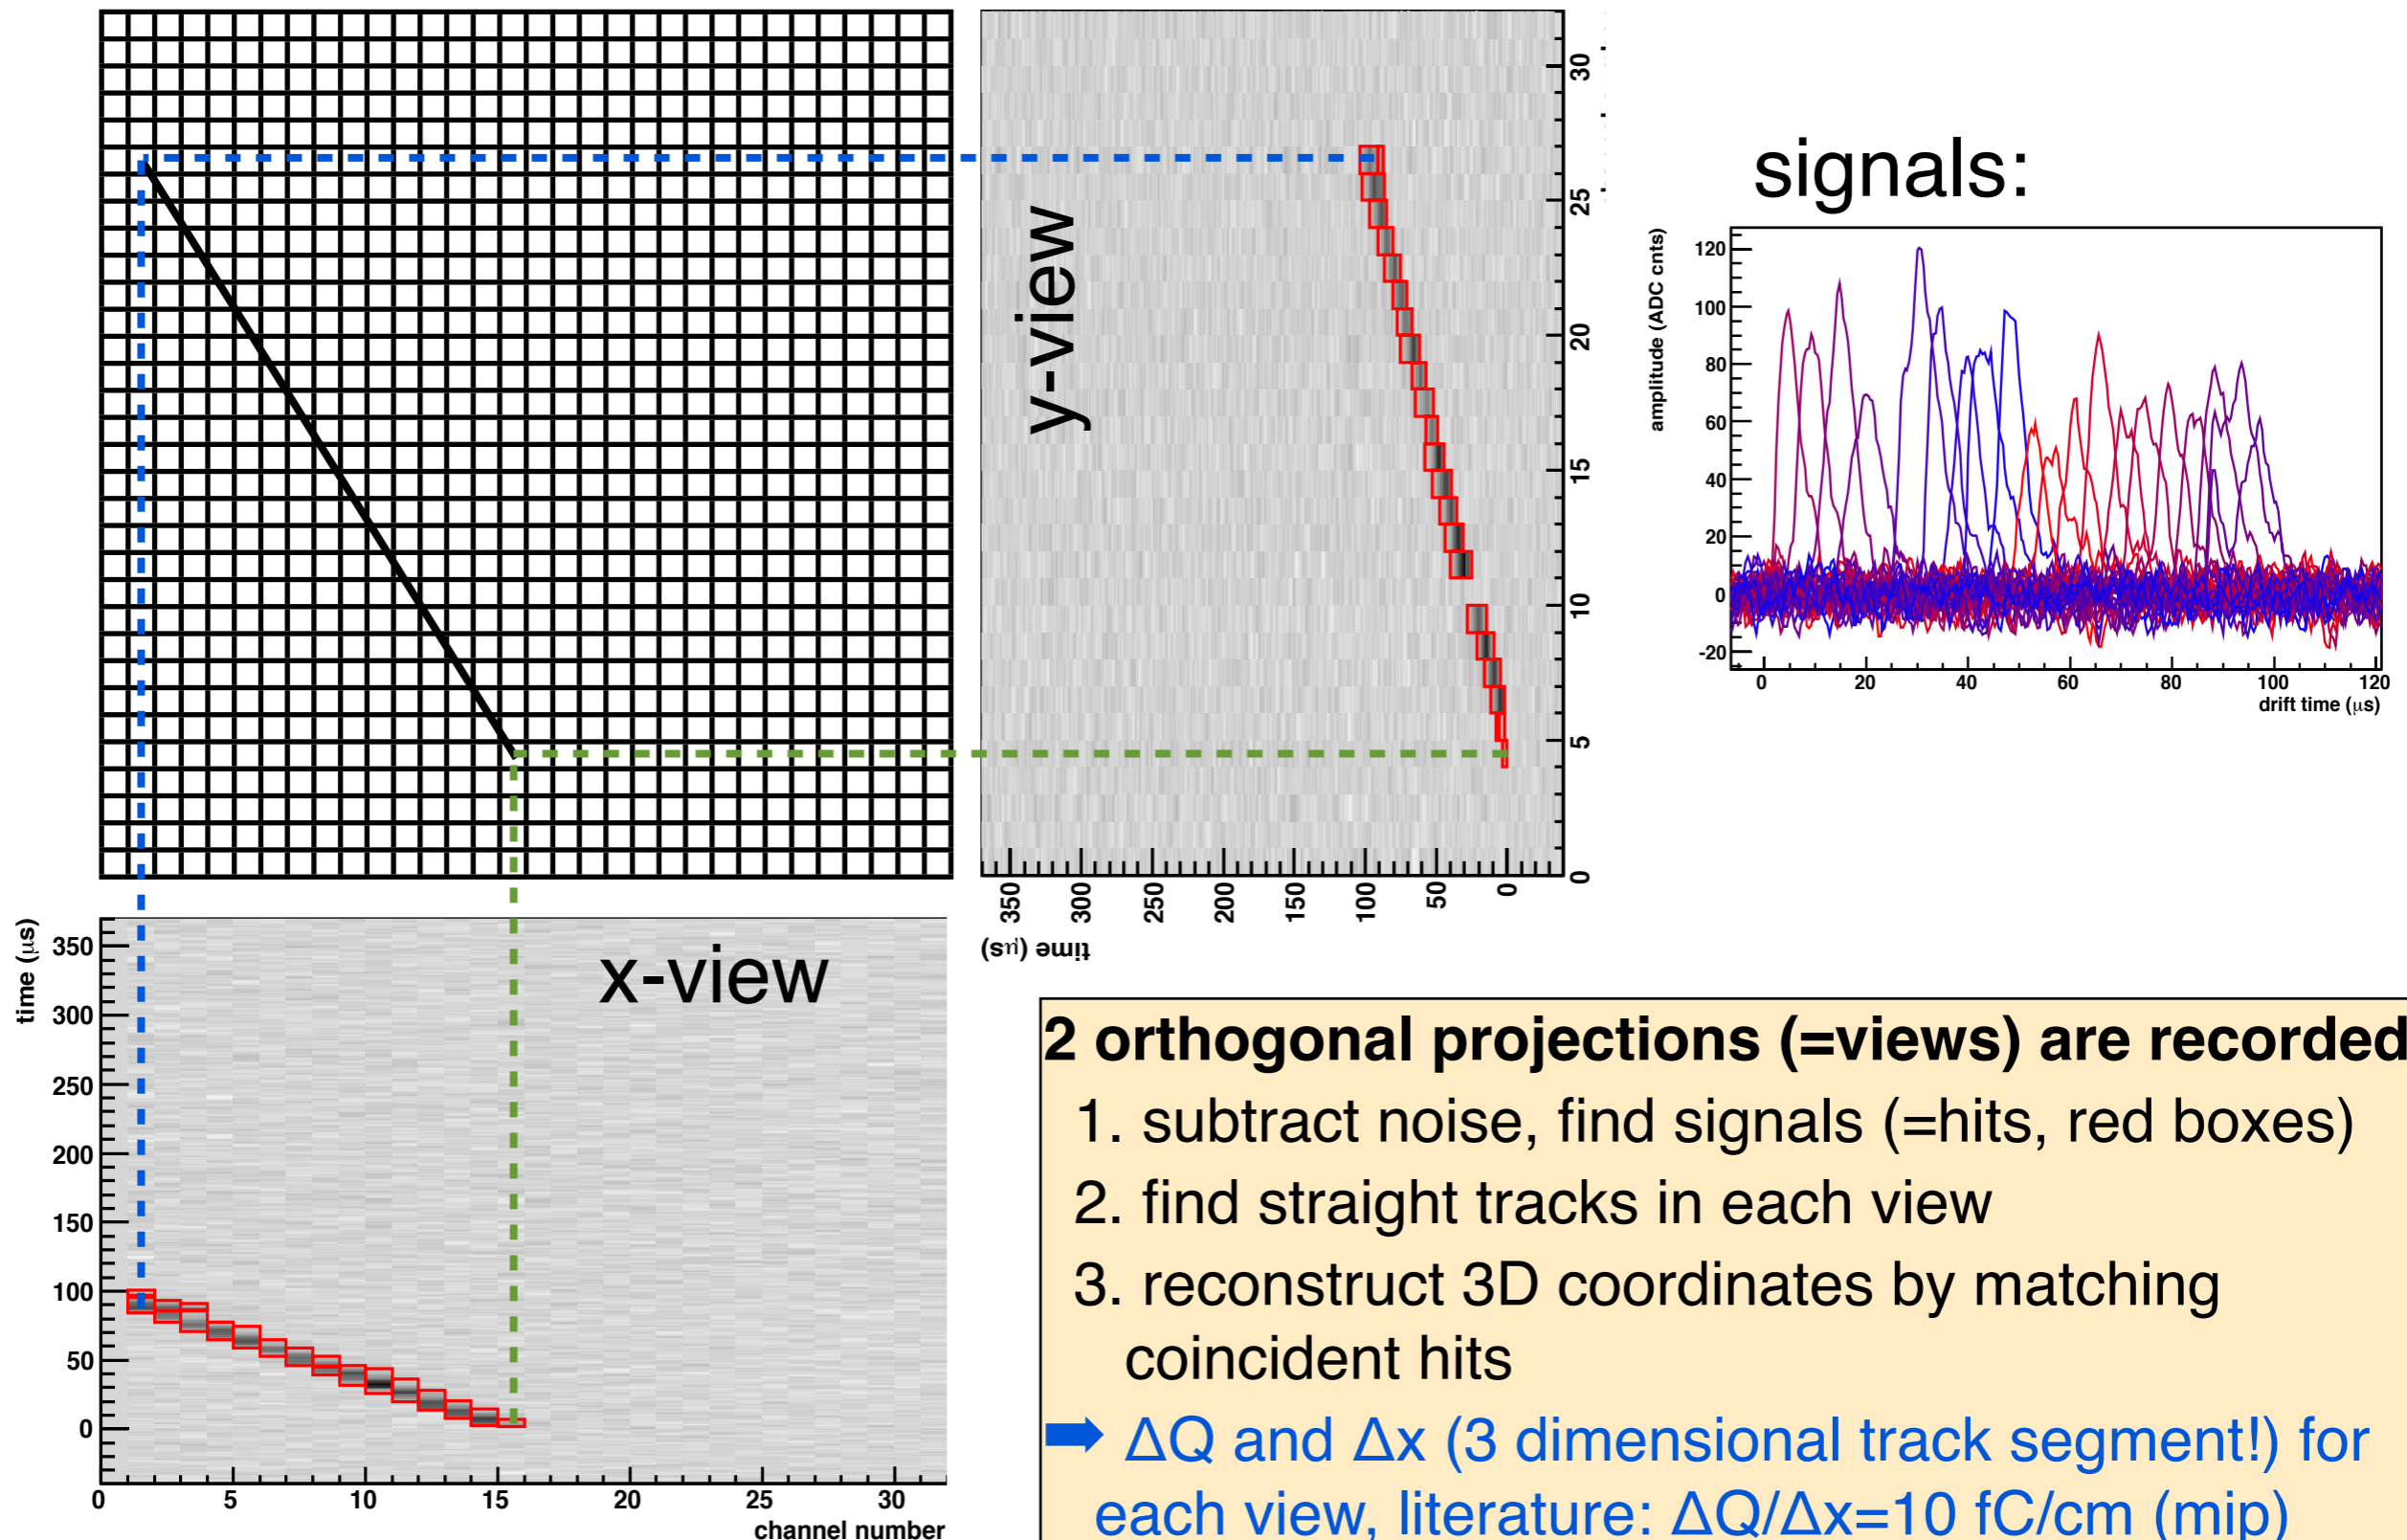 y-view
30
25
20
15
10
5
0
350
300
250
200
150
100
50
0
time (μs)
signals:
amplitude (ADC cnts)
120
100
80
60
40
20
0
-20
0 20 40 60 80 100 120
drift time (μs)
x-view
time (μs)
350
300
250
200
150
100
50
0
0 5 10 15 20 25 30
channel number
2 orthogonal projections (=views) are recorded
1. subtract noise, find signals (=hits, red boxes)
2. find straight tracks in each view
3. reconstruct 3D coordinates by matching
coincident hits
➡ ΔQ and Δx (3 dimensional track segment!) for
each view, literature: ΔQ/Δx=10 fC/cm (mip)